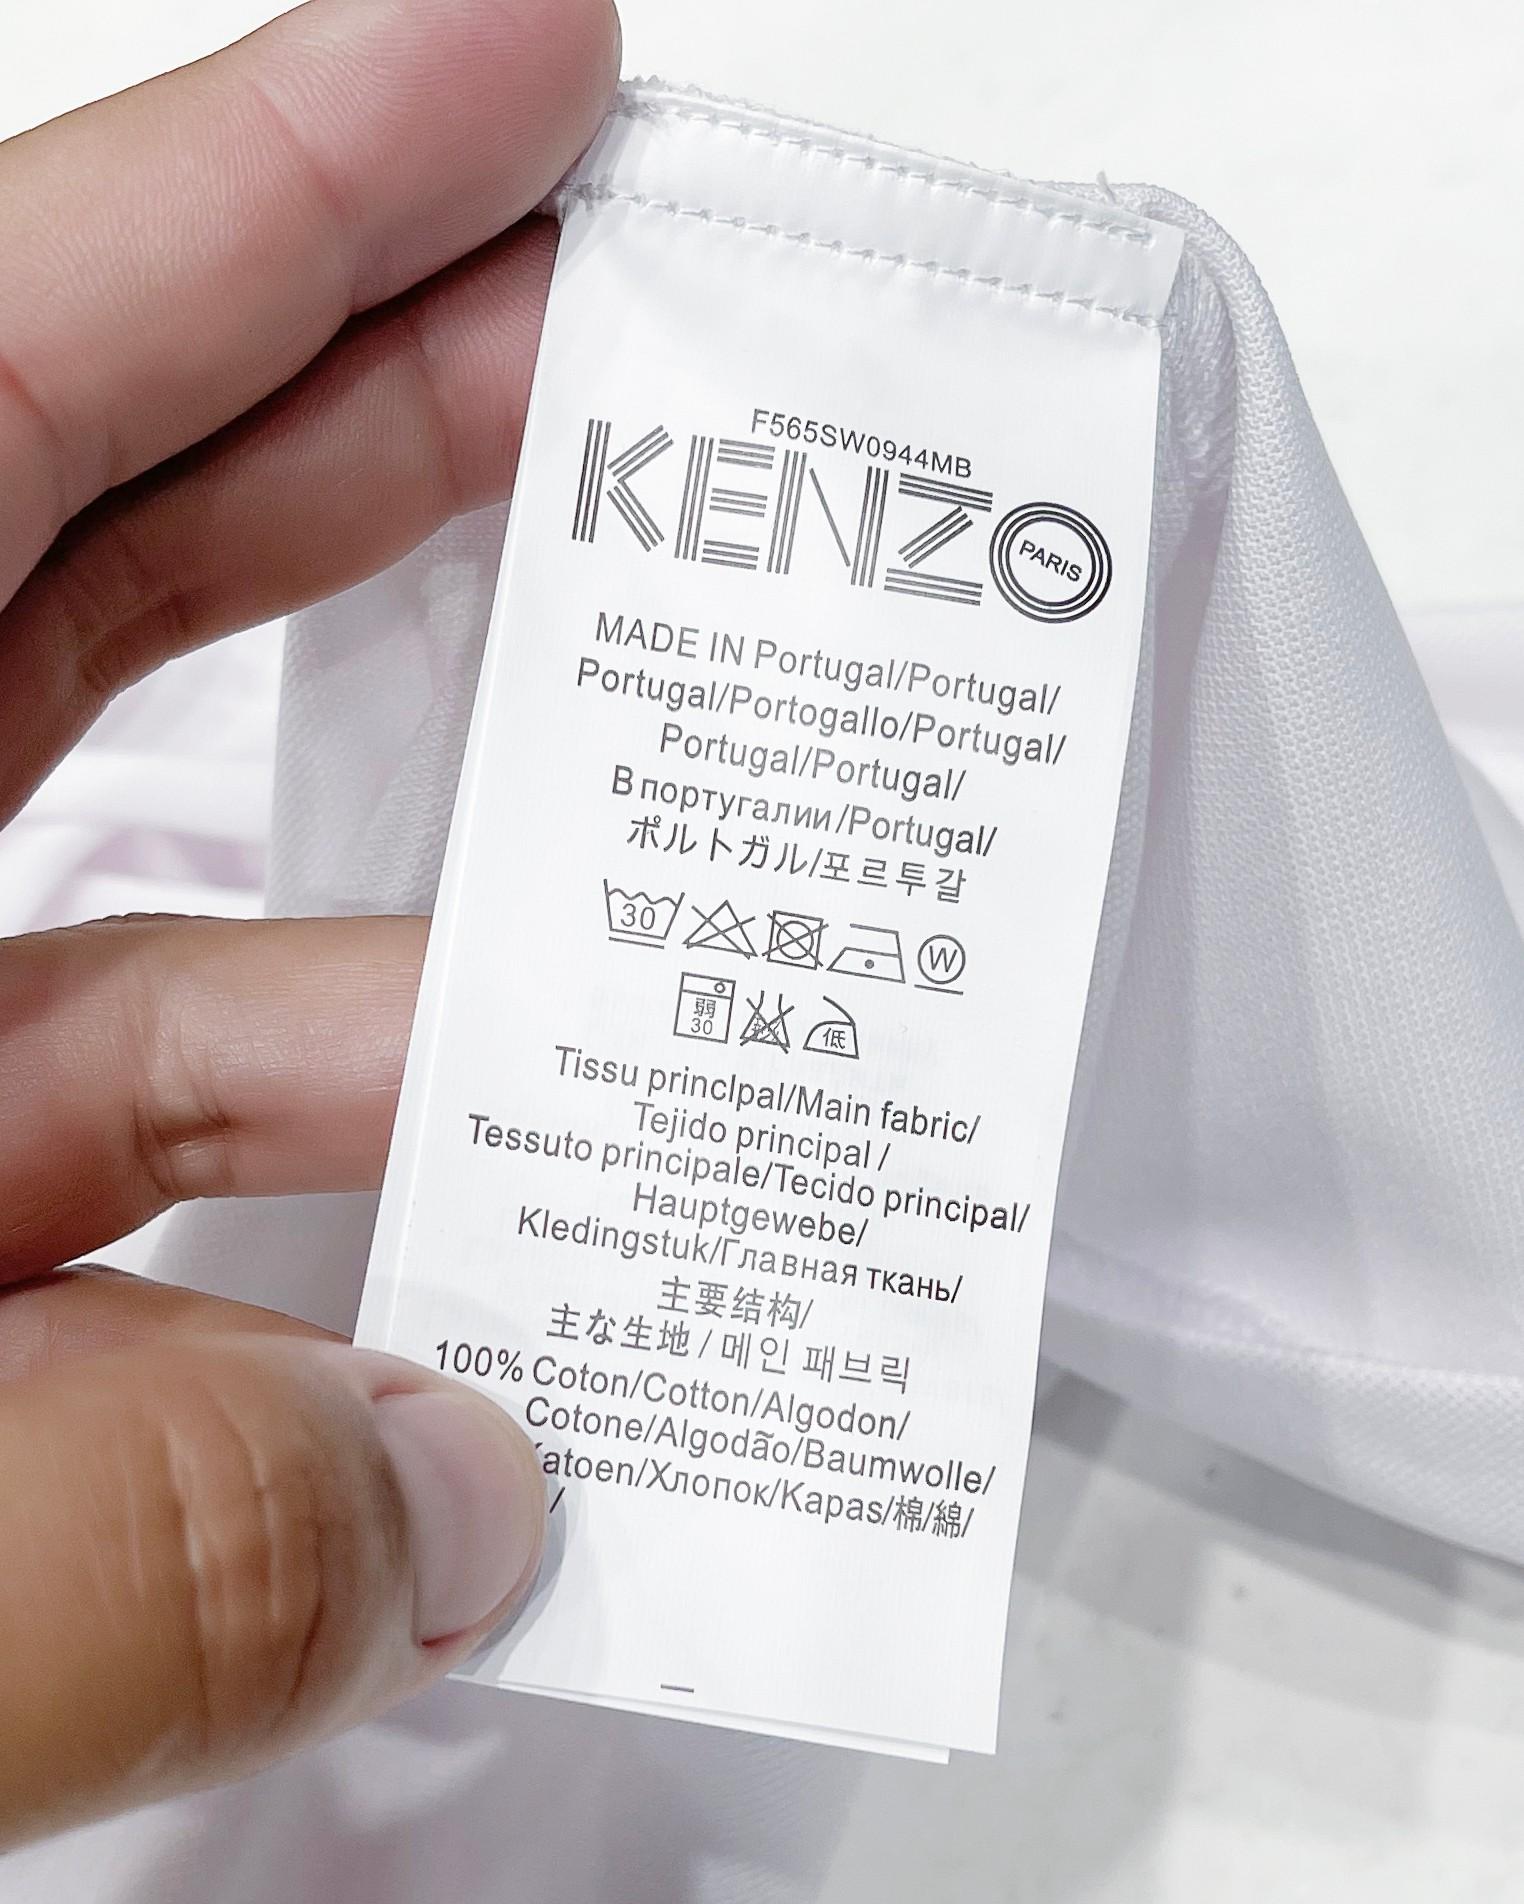 F565SW0944MB
KENZO
PARIS
MADE IN Portugal/Portugal/
Portugal/Portogallo/Portugal/
Portugal/Portugal/
В португалии/Portugal/
ポルトガル/포르투갈
30 W
弱 30 低
Tissu princlpal/Main fabric/
Tejido principal /
Tessuto principale/Tecido principal/
Hauptgewebe/
Kledingstuk/Главная ткань/
主要结构/
主な生地 / 메인 패브릭
100% Coton/Cotton/Algodon/
Cotone/Algodão/Baumwolle/
atoen/Хлопок/Kapas/棉/綿/
/